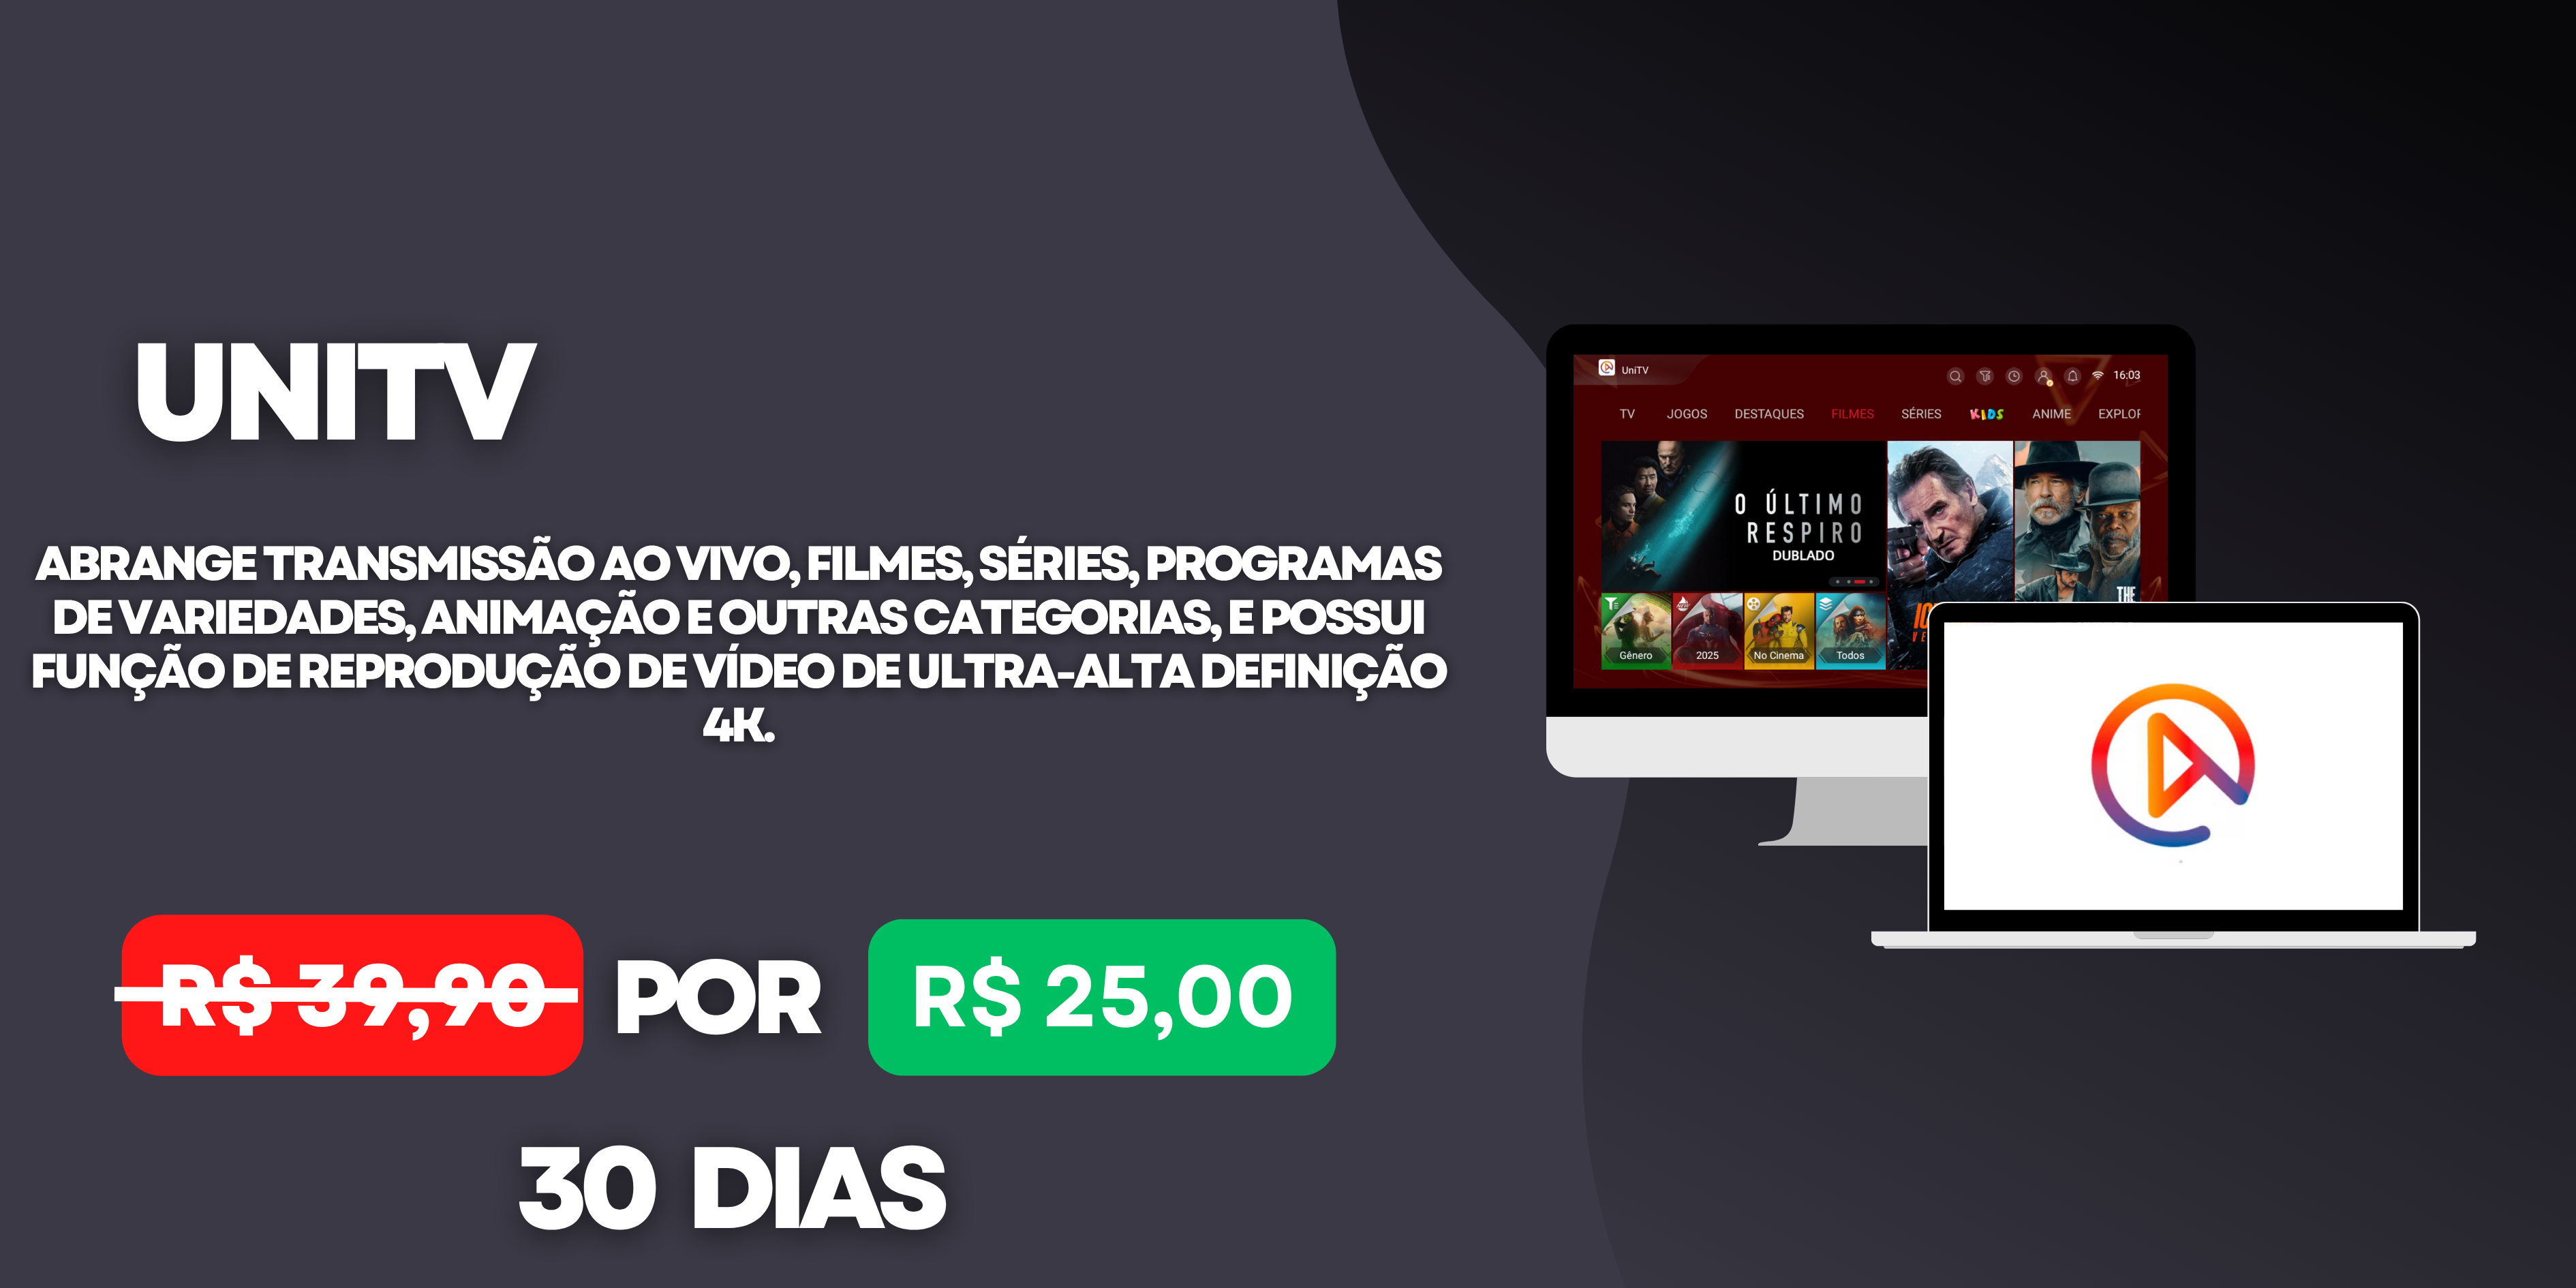 UNITV
ABRANGE TRANSMISSÃO AO VIVO, FILMES, SÉRIES, PROGRAMAS
DE VARIEDADES, ANIMAÇÃO E OUTRAS CATEGORIAS, E POSSUI
FUNÇÃO DE REPRODUÇÃO DE VÍDEO DE ULTRA-ALTA DEFINIÇÃO
4K.
R$ 39,90 POR R$ 25,00
30 DIAS
UniTV
16:03
TV JOGOS DESTAQUES FILMES SÉRIES KIDS ANIME EXPLOR
O ÚLTIMO
RESPIRO
DUBLADO
THE
Gênero 2025 No Cinema Todos